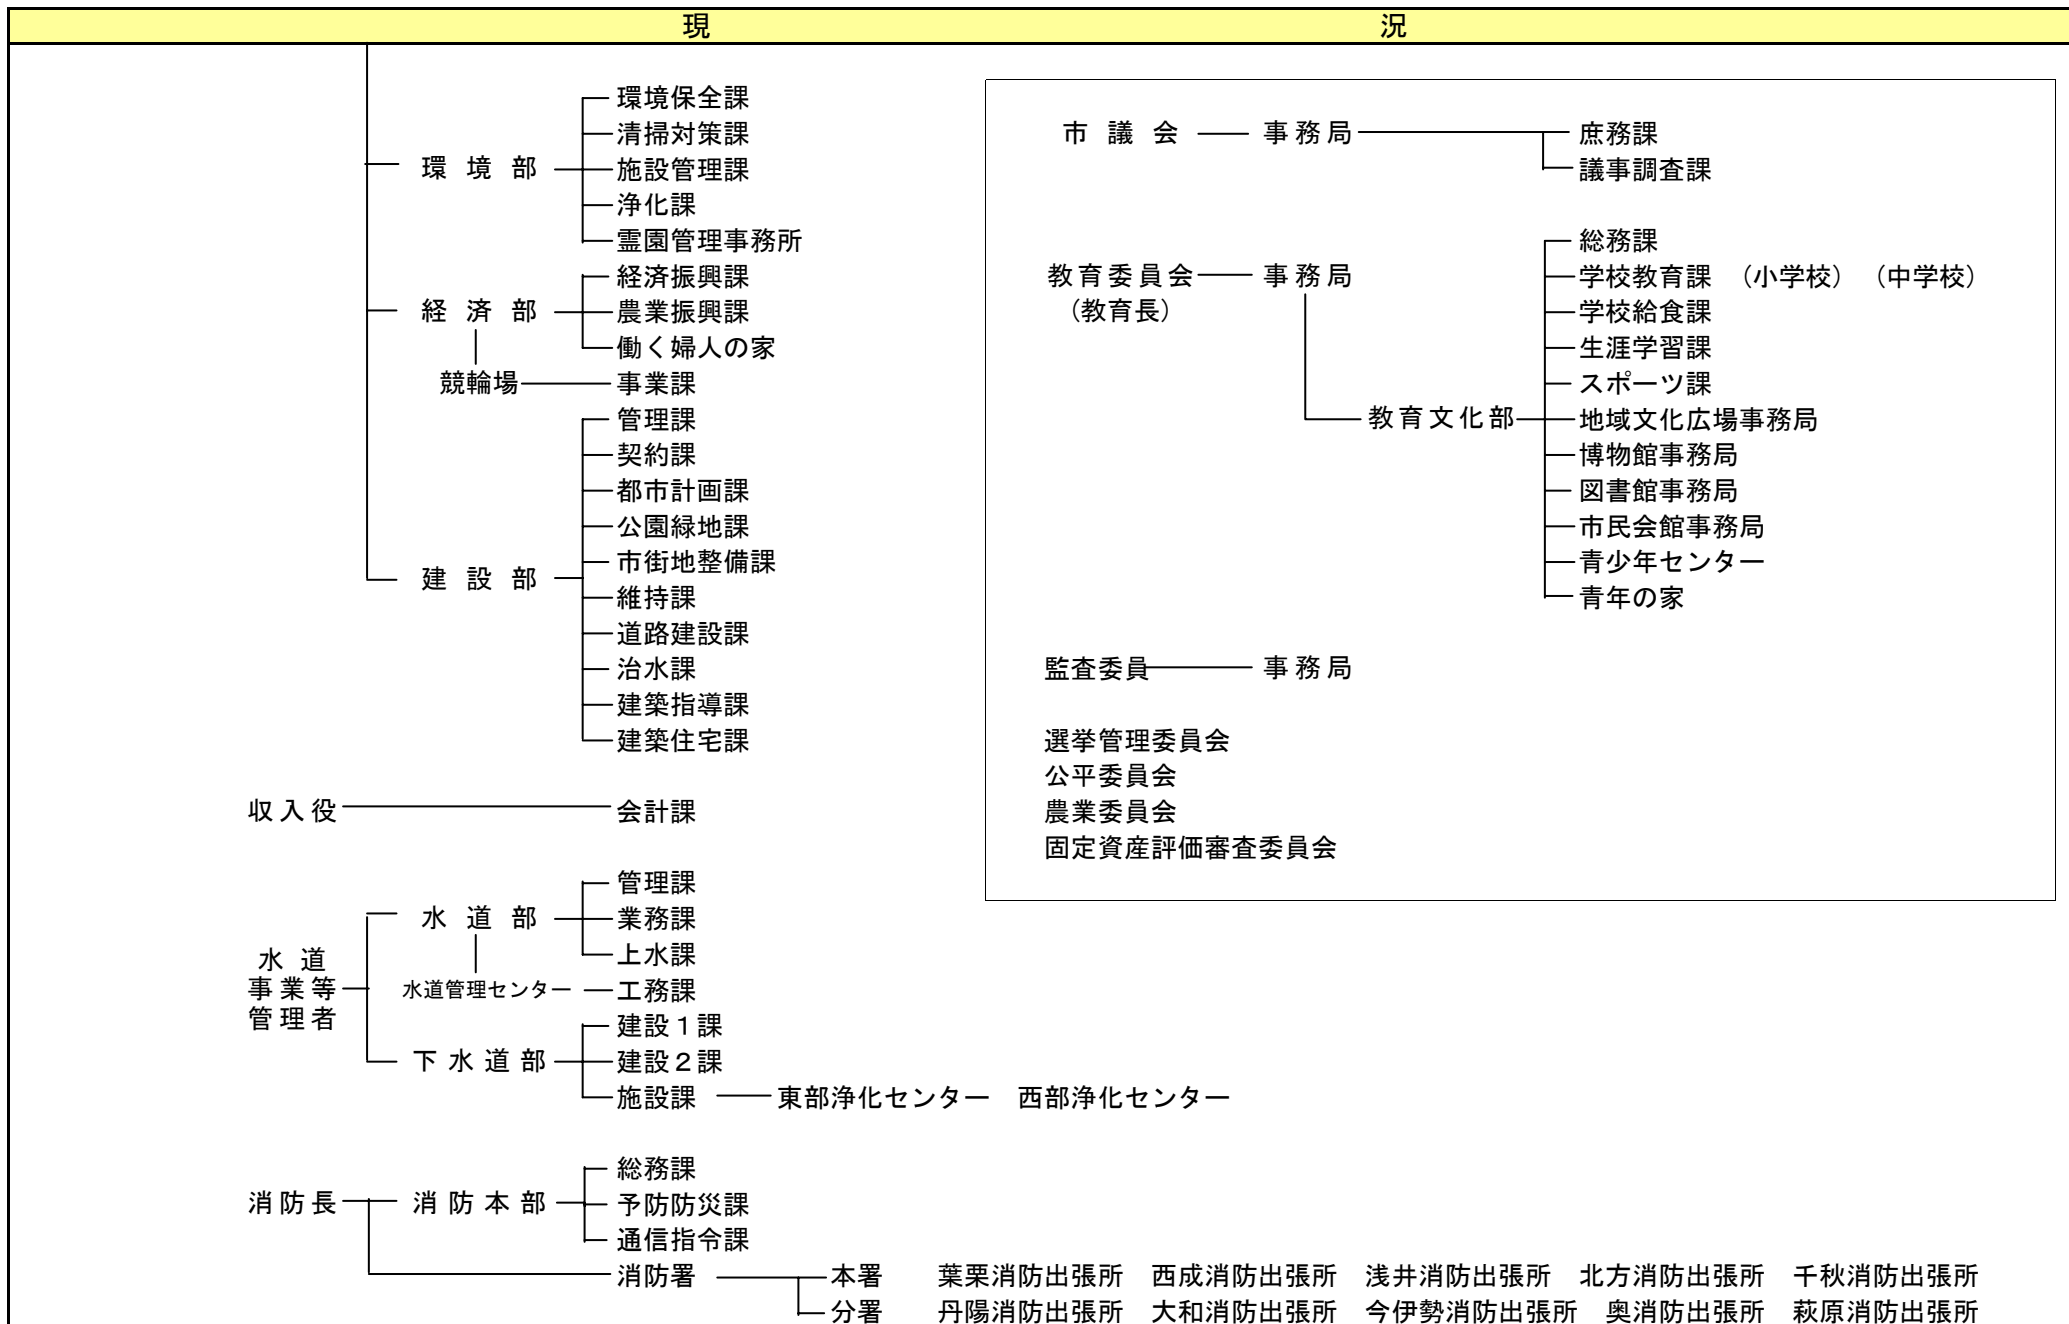 現 況
環境保全課
清掃対策課
環境部 施設管理課
浄化課
霊園管理事務所
経済振興課
経済部 農業振興課
働く婦人の家
競輪場 事業課
管理課
契約課
都市計画課
公園緑地課
市街地整備課
建設部
維持課
道路建設課
治水課
建築指導課
建築住宅課
収入役 会計課
管理課
水道部 業務課
上水課
水道
事業等
管理者
水道管理センター 工務課
建設1課
下水道部 建設2課
施設課 東部浄化センター 西部浄化センター
総務課
消防長 消防本部 予防防災課
通信指令課
消防署 本署 葉栗消防出張所 西成消防出張所 浅井消防出張所 北方消防出張所 千秋消防出張所
分署 丹陽消防出張所 大和消防出張所 今伊勢消防出張所 奥消防出張所 萩原消防出張所
市議会 事務局 庶務課
議事調査課
総務課
教育委員会 事務局 学校教育課 (小学校) (中学校)
(教育長) 学校給食課
生涯学習課
スポーツ課
教育文化部 地域文化広場事務局
博物館事務局
図書館事務局
市民会館事務局
青少年センター
青年の家
監査委員 事務局
選挙管理委員会
公平委員会
農業委員会
固定資産評価審査委員会